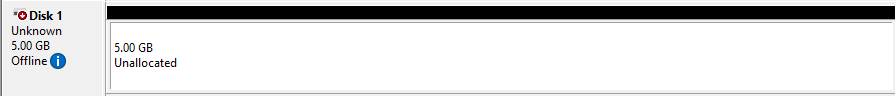 Disk 1
Unknown
5.00 GB
Offline
5.00 GB
Unallocated